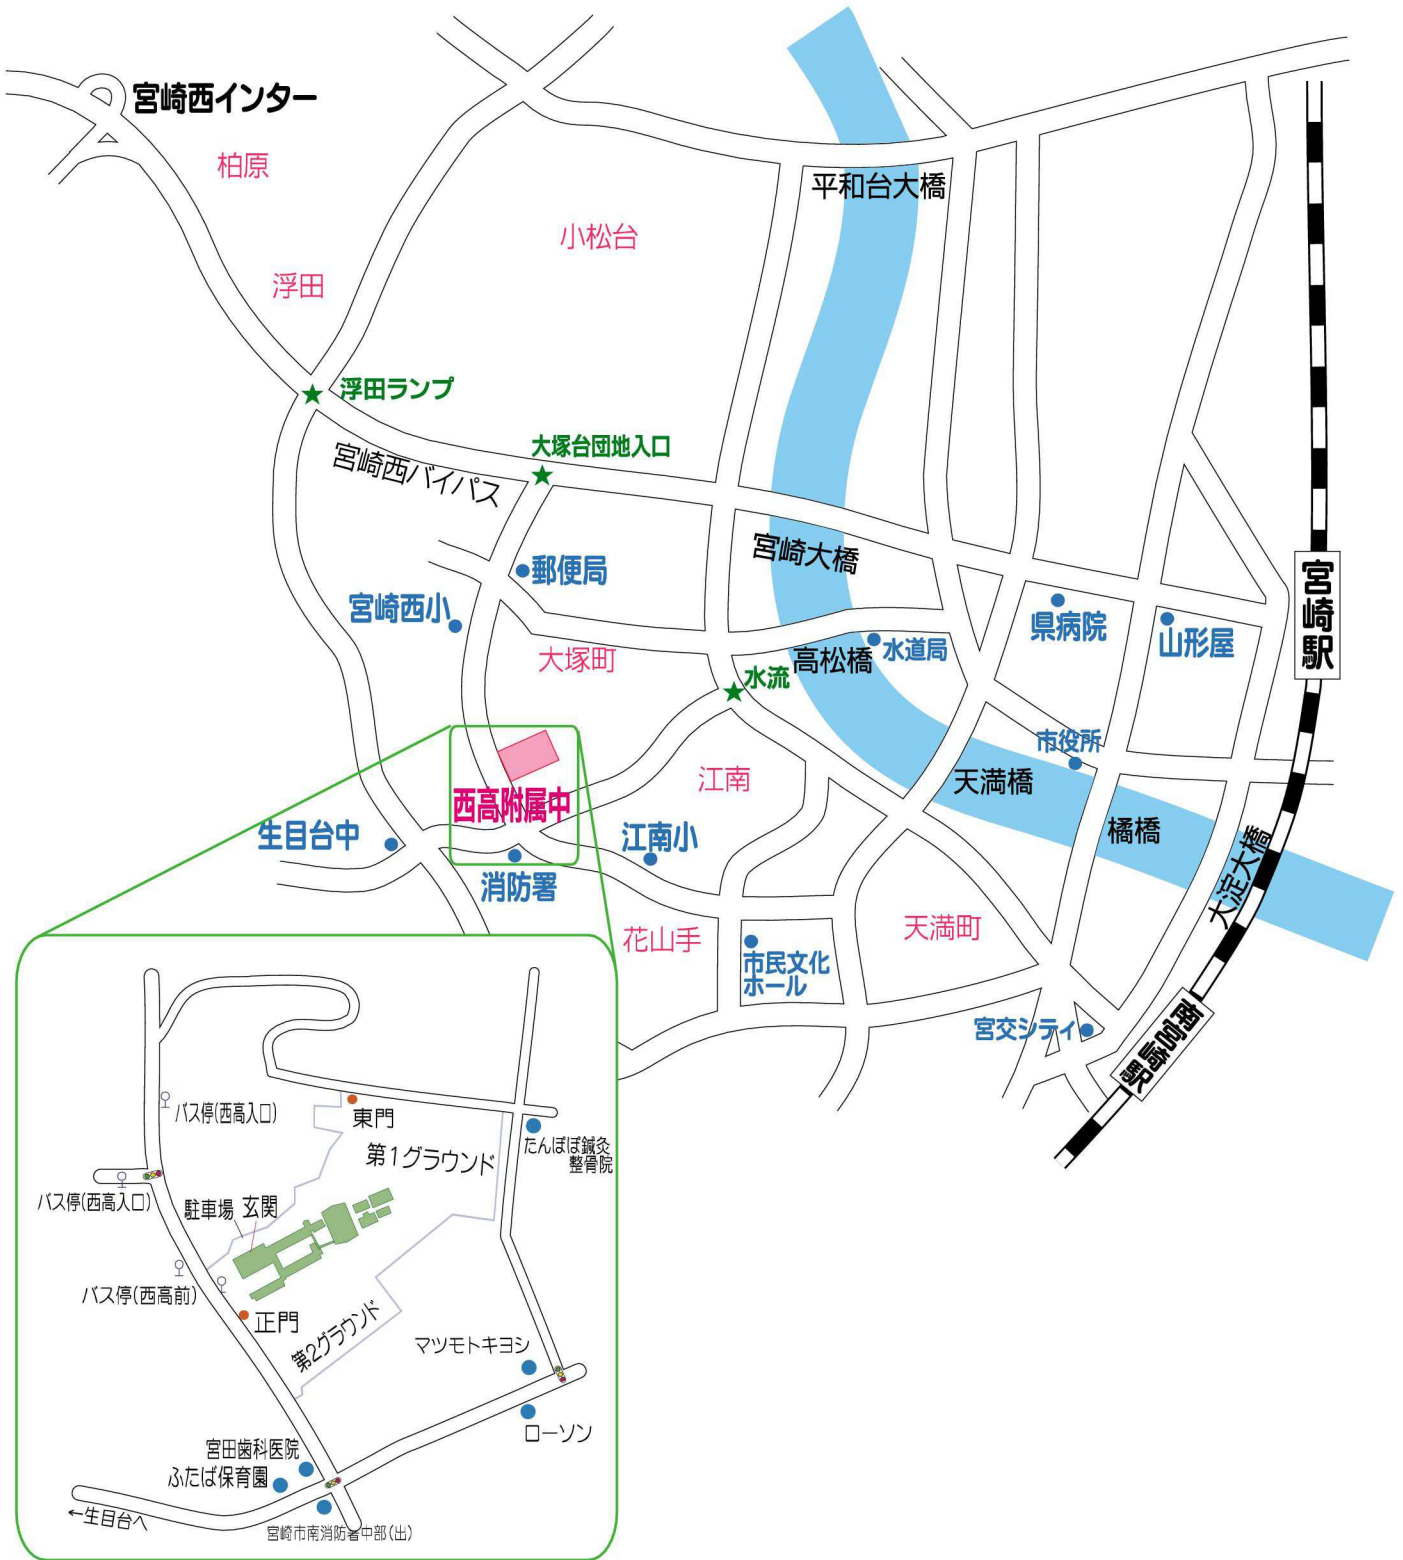 宮崎西インター
柏原
平和台大橋
小松台
浮田
浮田ランプ
大塚台団地入口
宮崎西バイパス
宮崎大橋
郵便局
宮崎西小
県病院
山形屋
宮崎駅
水道局
大塚町
高松橋
水流
市役所
江南
天満橋
西高附属中
橘橋
生目台中
江南小
大淀大橋
消防署
花山手
天満町
市民文化
ホール
宮交シティ
南宮崎駅
バス停(西高入口)
東門
たんぽぽ鍼灸
整骨院
第1グラウンド
バス停(西高入口)
駐車場
玄関
バス停(西高前)
正門
第2グラウンド
マツモトキヨシ
ローソン
宮田歯科医院
ふたば保育園
←生目台へ
宮崎市南消防署中部(出)